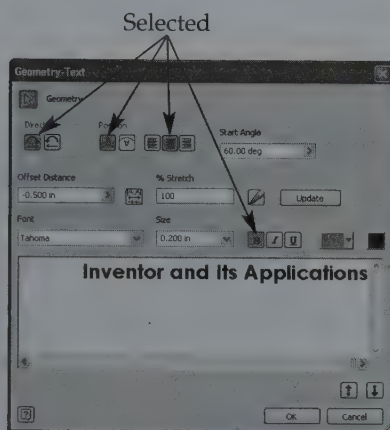 Selected
Geometry-Text
Geometry
Direction Position
A A
Start Angle
60.00 deg
Offset Distance % Stretch
-0.500 in 100 Update
Font Size
Tahoma 0.200 in B I U
Inventor and Its Applications
? OK Cancel